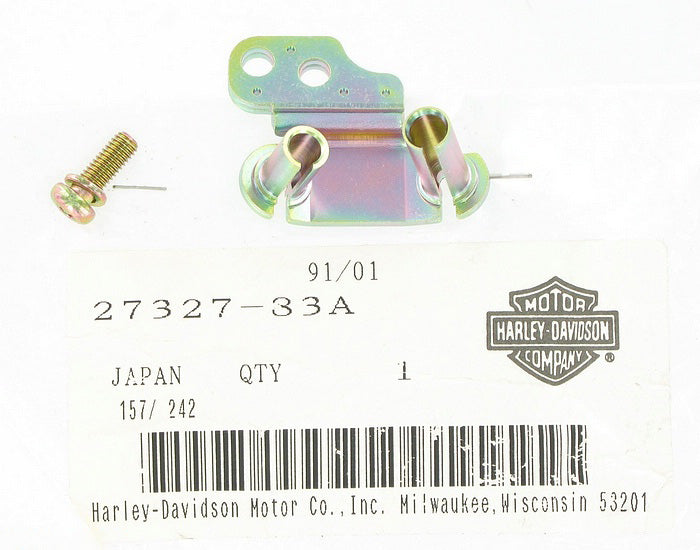 91/01
27327-33A
MOTOR
HARLEY-DAVIDSON
COMPANY
®
JAPAN QTY 1
157/ 242
Harley-Davidson Motor Co., Inc. Milwaukee, Wisconsin 53201